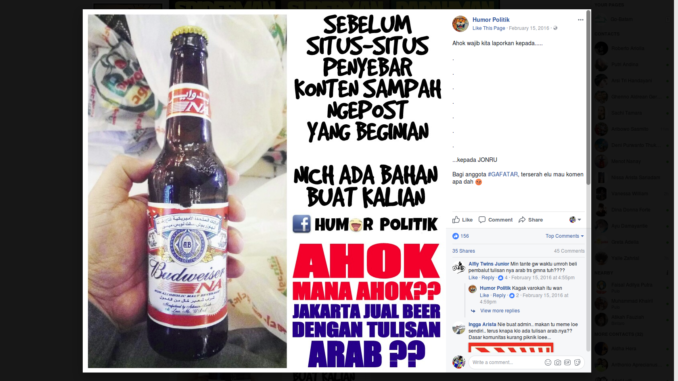 بدوايزر
NA
Budweiser
NA
SEBELUM
SITUS-SITUS
PENYEBAR
KONTEN SAMPAH
NGEPOST
YANG BEGINIAN
NICH ADA BAHAN
BUAT KALIAN
f HUMOR POLITIK
AHOK
MANA AHOK??
JAKARTA JUAL BEER
DENGAN TULISAN
ARAB ??
Humor Politik
Like This Page · February 15, 2016 ·
Ahok wajib kita laporkan kepada.....
.
.
.
.
.
.
.
...kepada JONRU
Bagi anggota #GAFATAR, terserah elu mau komen
apa dah
Like Comment Share
156
Top Comments
35 Shares
Ailly Twins Junior Min tante gw waktu umroh beli
pembalut tulisan nya arab trs gmna tuh????
Like · Reply · 4 · February 15, 2016 at 4:59pm
Humor Politik Kagak varokah itu wan
Like · Reply · 2 · February 15, 2016 at
4:59pm
View more replies
Ingga Arista Nie buat admin.. makan tu meme loe
sendiri.. terus knapa klo ada tulisan arab nya??
Dasar komunitas kurang piknik loee...
Write a comment...